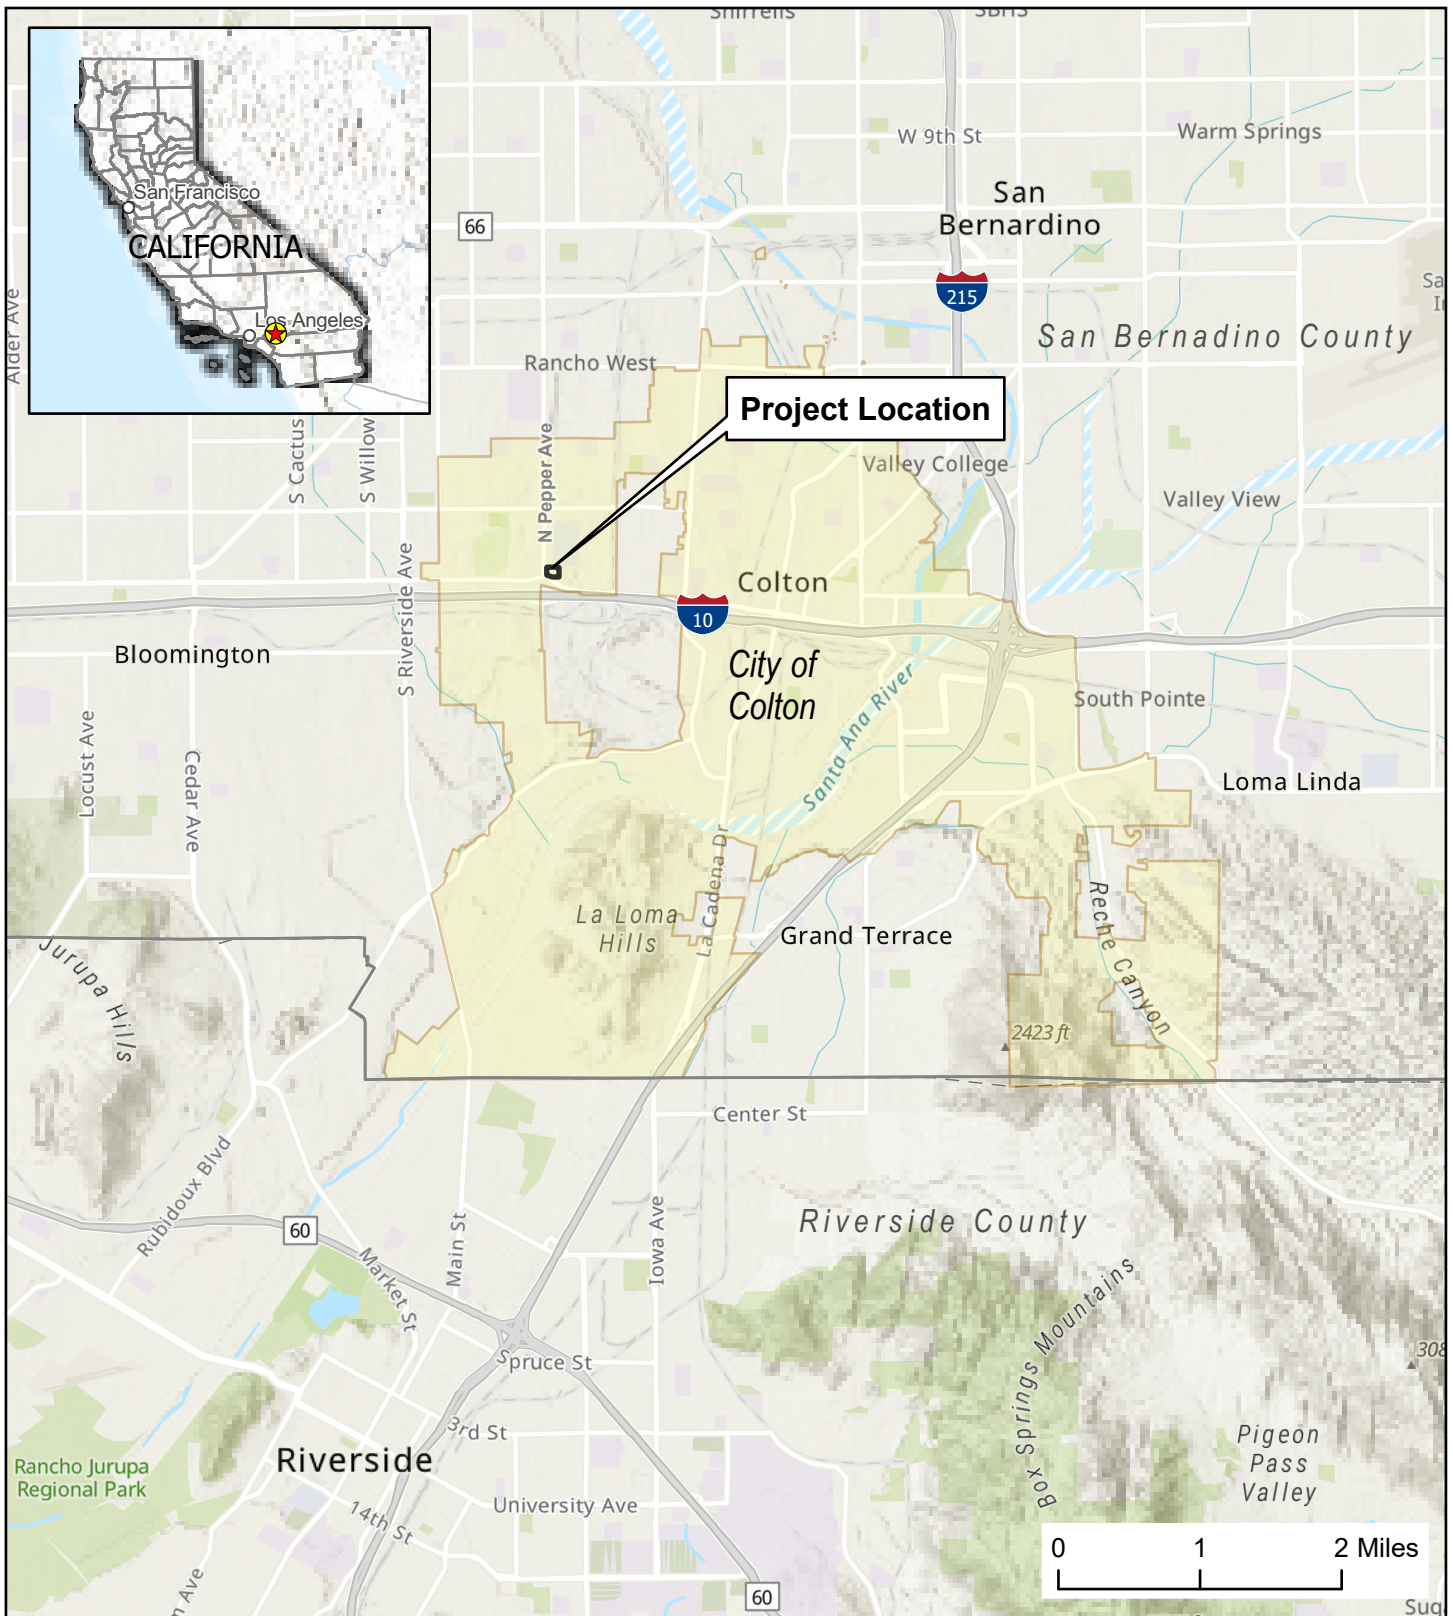 Shirrells
SBHS
W 9th St
Warm Springs
San
Bernardino
San Francisco
CALIFORNIA
Los Angeles
66
215
San Bernadino County
Alder Ave
Rancho West
Project Location
S Cactus
S Willow
N Pepper Ave
Valley College
Valley View
S Riverside Ave
Colton
10
Bloomington
City of
Colton
Santa Ana River
South Pointe
Locust Ave
Cedar Ave
Loma Linda
La Cadena Dr
La Loma
Hills
Grand Terrace
Reche Canyon
Jurupa Hills
2423 ft
Center St
Rubidoux Blvd
60
Market St
Main St
Iowa Ave
Riverside County
Box Springs Mountains
Spruce St
308
3rd St
Riverside
Rancho Jurupa
Regional Park
Pigeon
Pass
Valley
14th St
University Ave
0 1 2 Miles
60
Sug